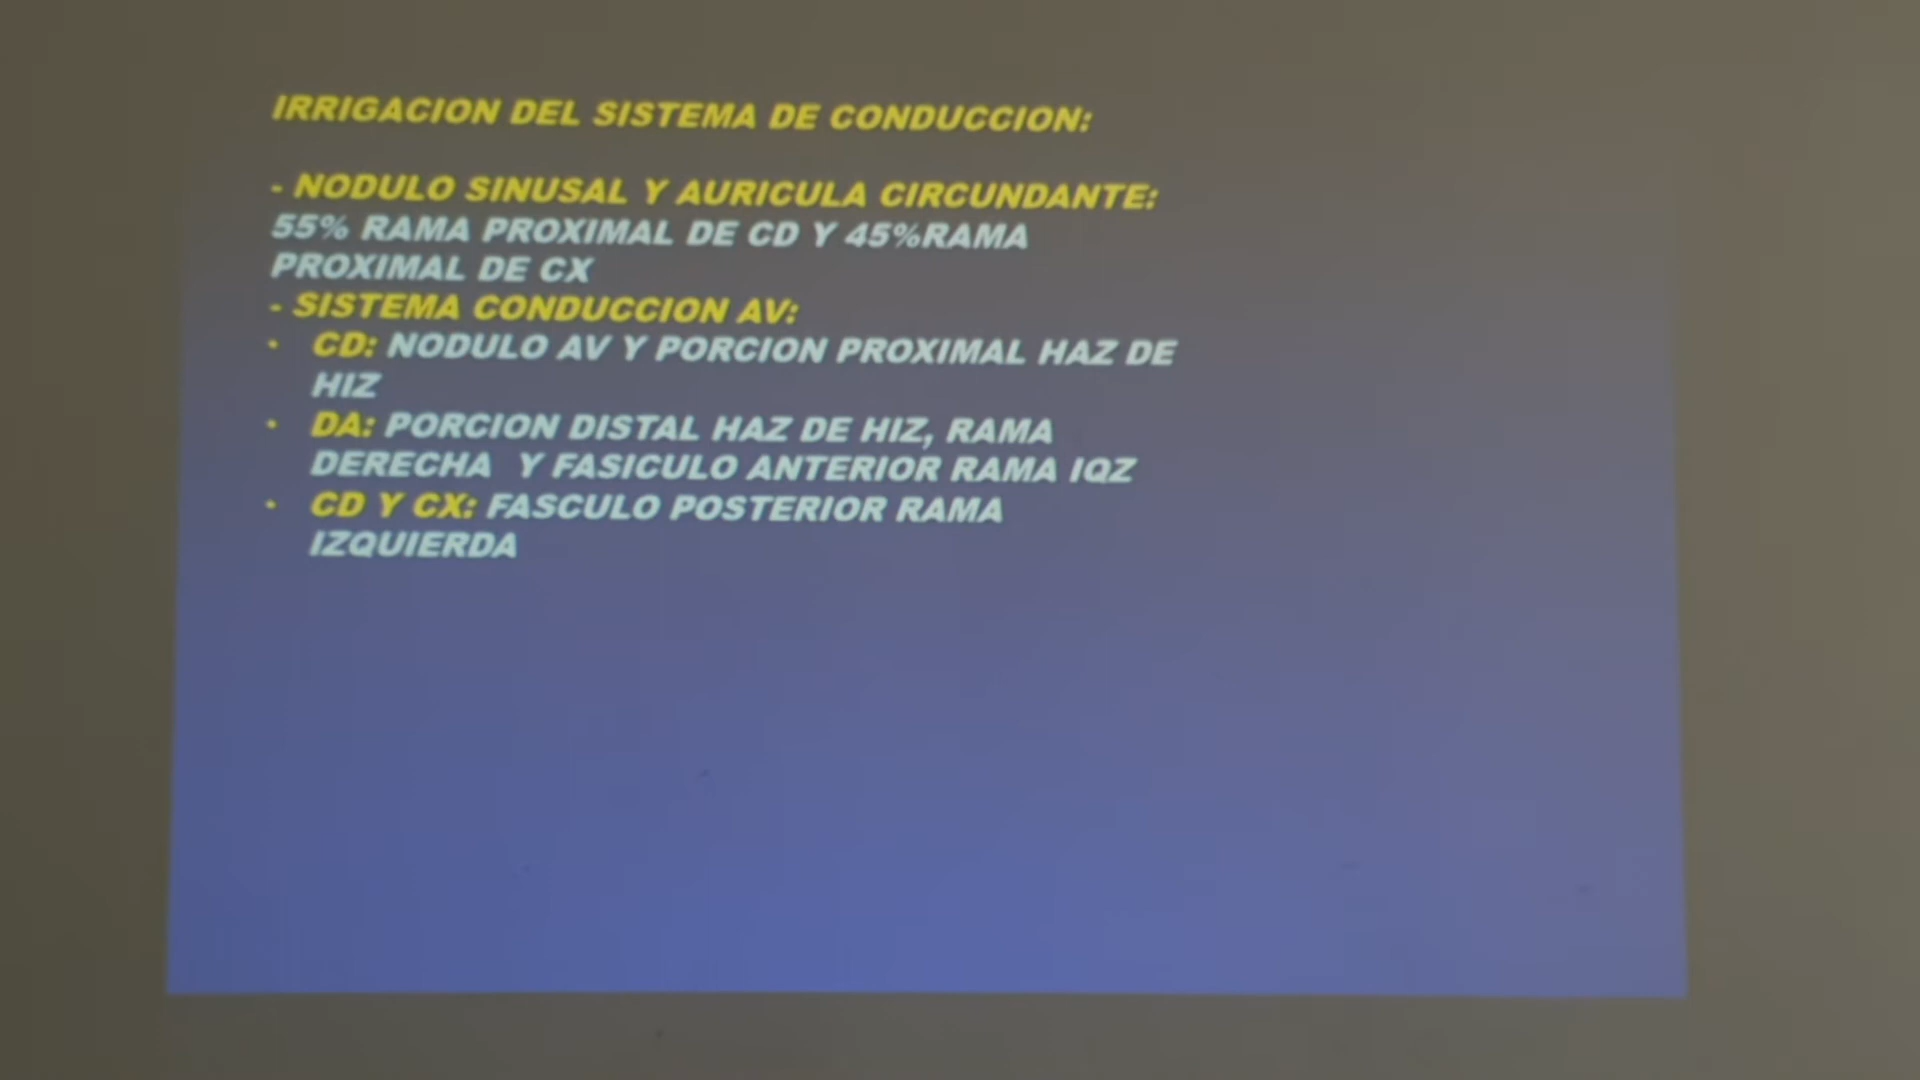 IRRIGACION DEL SISTEMA DE CONDUCCION:
- NODULO SINUSAL Y AURICULA CIRCUNDANTE:
55% RAMA PROXIMAL DE CD Y 45%RAMA
PROXIMAL DE CX
- SISTEMA CONDUCCION AV:
• CD: NODULO AV Y PORCION PROXIMAL HAZ DE
HIZ
• DA: PORCION DISTAL HAZ DE HIZ, RAMA
DERECHA Y FASICULO ANTERIOR RAMA IQZ
• CD Y CX: FASCULO POSTERIOR RAMA
IZQUIERDA